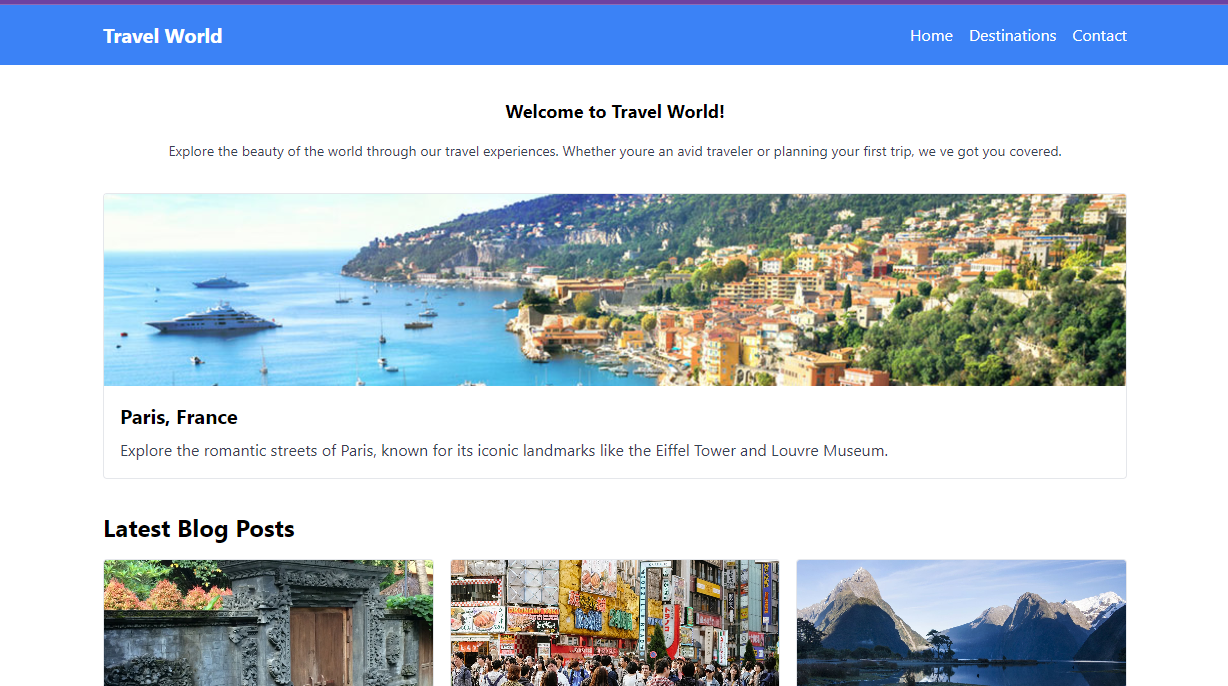 Travel World
Home Destinations Contact
Welcome to Travel World!
Explore the beauty of the world through our travel experiences. Whether youre an avid traveler or planning your first trip, we ve got you covered.
Paris, France
Explore the romantic streets of Paris, known for its iconic landmarks like the Eiffel Tower and Louvre Museum.
Latest Blog Posts